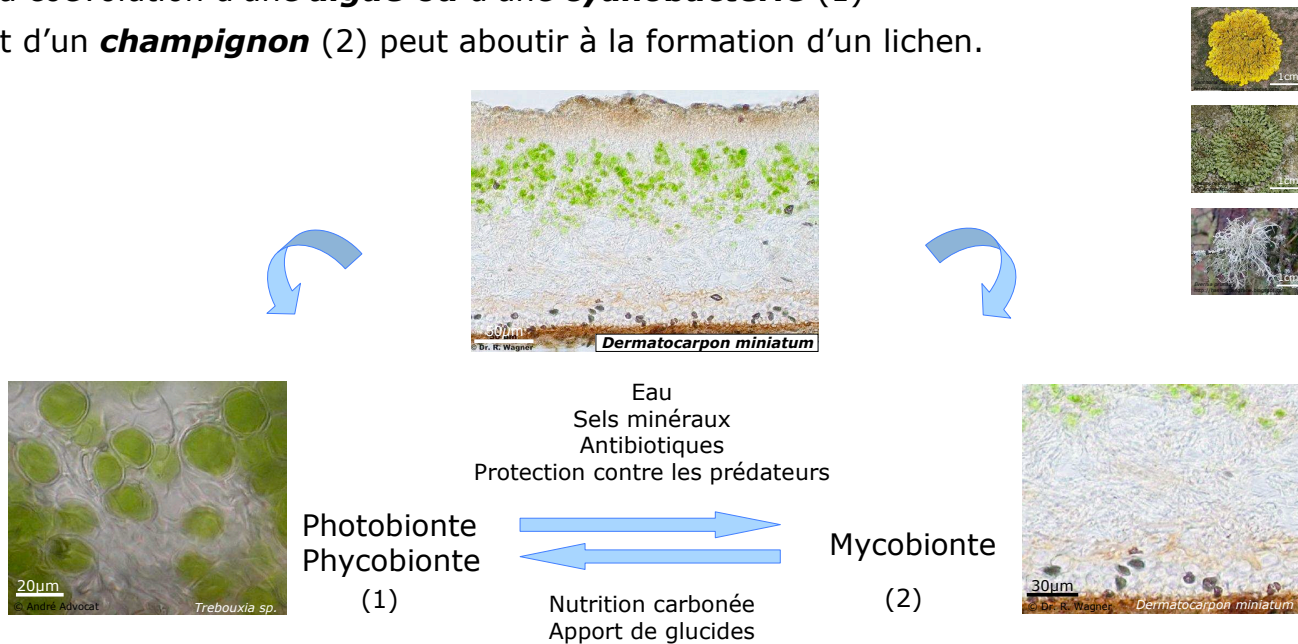 t d'un champignon (2) peut aboutir à la formation d'un lichen.
1cm
1cm
1cm
30µm
© Dr. R. Wagner
Dermatocarpon miniatum
Eau
Sels minéraux
Antibiotiques
Protection contre les prédateurs
Photobionte
Phycobionte
(1)
Mycobionte
(2)
Nutrition carbonée
Apport de glucides
20µm
© André Advocat
Trebouxia sp.
30µm
© Dr. R. Wagner
Dermatocarpon miniatum